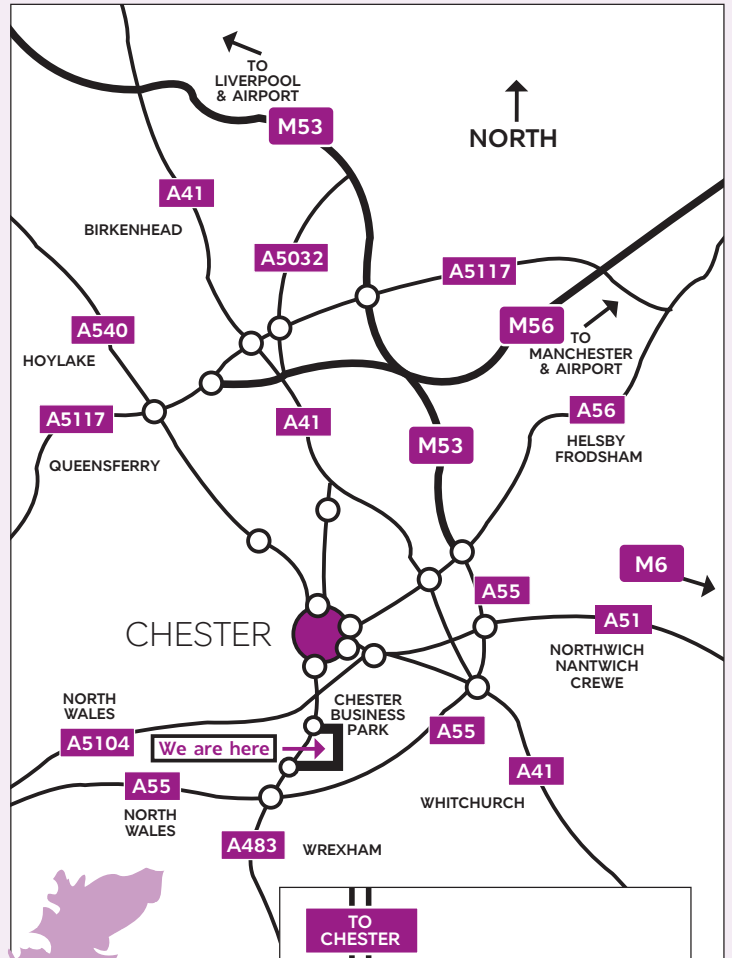 TO
LIVERPOOL
& AIRPORT
M53
NORTH
A41
BIRKENHEAD
A5032
A5117
A540
M56
HOYLAKE
TO
MANCHESTER
& AIRPORT
A5117
A41
A56
M53
HELSBY
FRODSHAM
QUEENSFERRY
M6
A55
A51
CHESTER
NORTHWICH
NANTWICH
CREWE
NORTH
WALES
CHESTER
BUSINESS
PARK
A5104
We are here
A55
A41
A55
NORTH
WALES
WHITCHURCH
A483
WREXHAM
TO
CHESTER